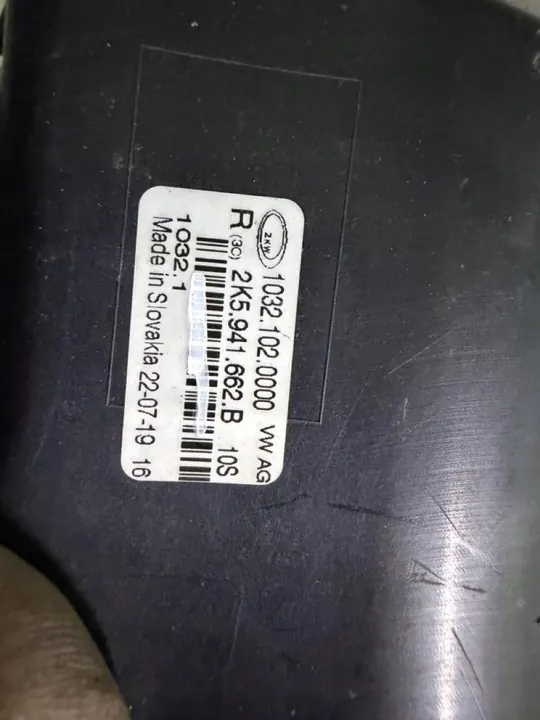 ZKW 1032.102.0000 VW AG
R (3C) 2K5.941.662.B 10S
1032.1
Made in Slovakia 22-07-19 16